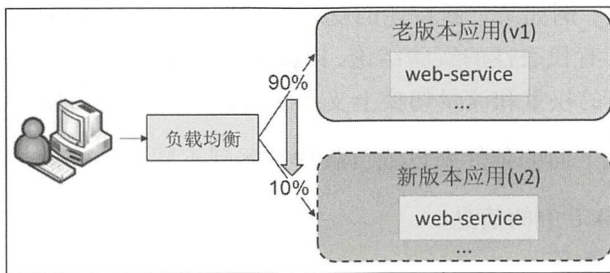 老版本应用(v1)
web-service
...
90%
负载均衡
10%
新版本应用(v2)
web-service
...